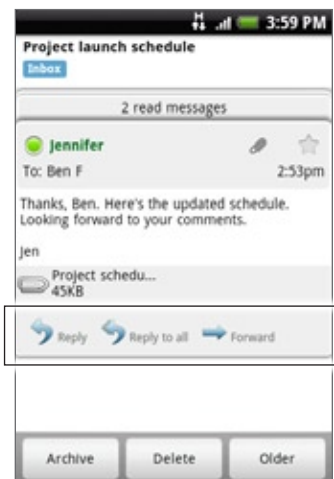 H 3:59 PM
Project launch schedule
Inbox
2 read messages
Jennifer
To: Ben F 2:53pm
Thanks, Ben. Here's the updated schedule.
Looking forward to your comments.
Jen
Project schedu...
45KB
Reply Reply to all Forward
Archive Delete Older